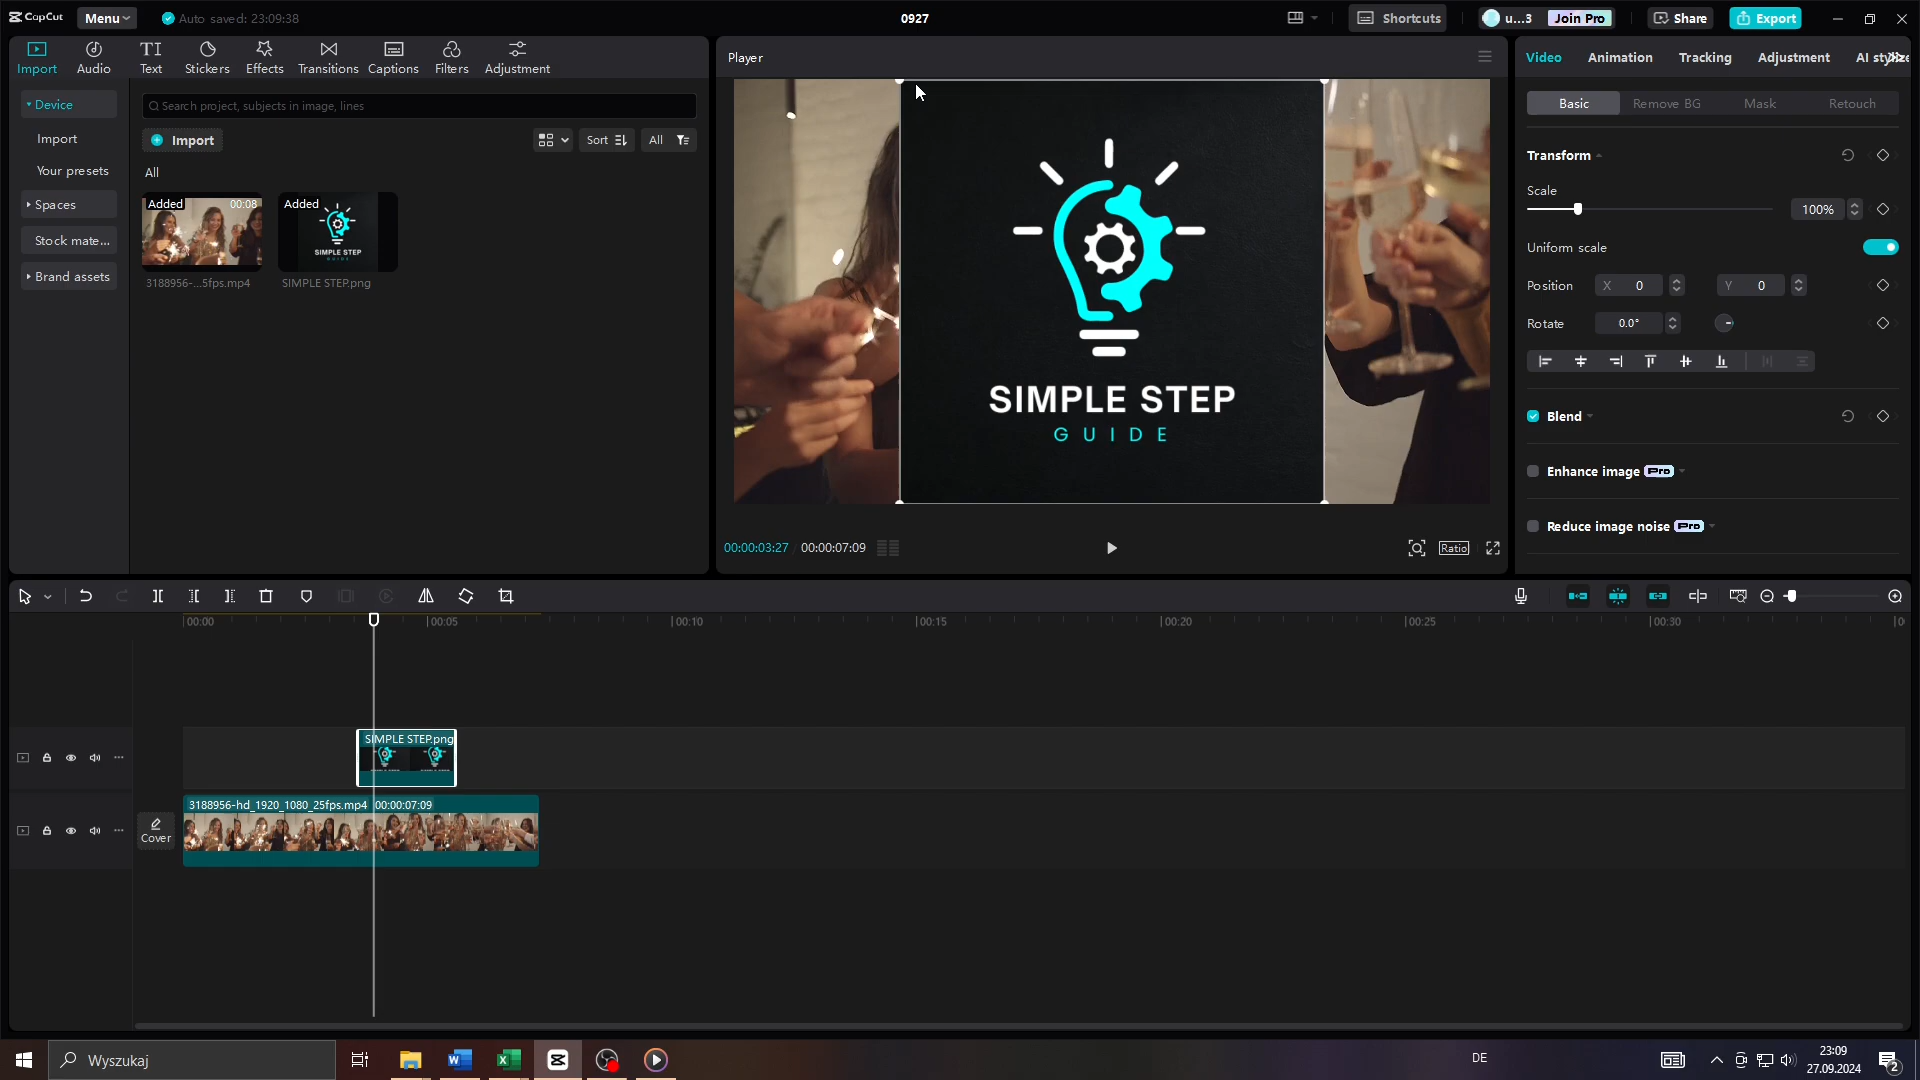 CapCut
Menu
Auto saved: 23:09:38
0927
Shortcuts
u...3
Join Pro
Share
Export
Import
Audio
TI
Text
Stickers
Effects
Transitions
Captions
Filters
Adjustment
Device
Import
Your presets
Spaces
Stock mate...
Brand assets
Search project, subjects in image, lines
Import
Sort
All
All
Added
00:08
3188956-...5fps.mp4
Added
SIMPLE STEP
GUIDE
SIMPLE STEP.png
Player
SIMPLE STEP
GUIDE
00:00:03:27
00:00:07:09
Ratio
Video
Animation
Tracking
Adjustment
Basic
Remove BG
Mask
Retouch
Transform
Scale
100%
Uniform scale
Position
X 0
Y 0
Rotate
0.0°
Blend
Enhance image Pro
Reduce image noise Pro
00:00
00:05
00:10
00:15
00:20
00:25
00:30
SIMPLE STEP.png
Cover
3188956-hd_1920_1080_25fps.mp4 00:00:07:09
Wyszukaj
DE
23:09
27.09.2024
2